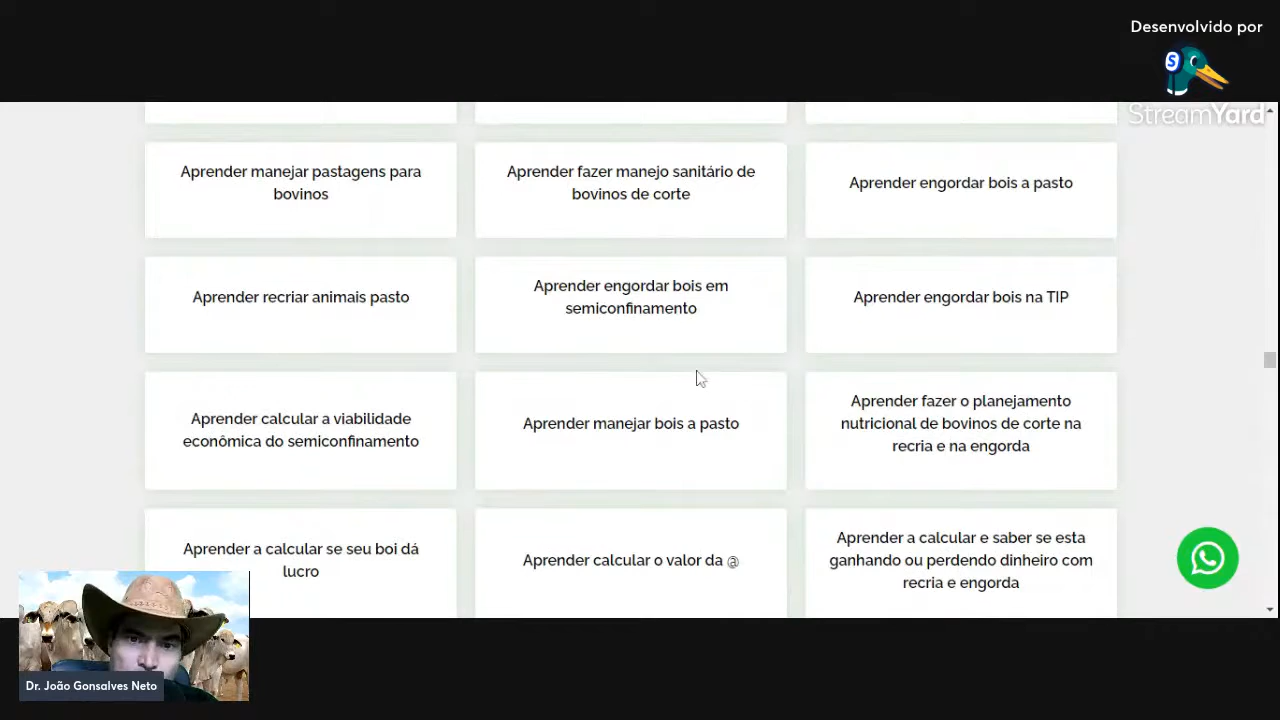 Desenvolvido por
S
StreamYard
Aprender manejar pastagens para
bovinos
Aprender fazer manejo sanitário de
bovinos de corte
Aprender engordar bois a pasto
Aprender recriar animais pasto
Aprender engordar bois em
semiconfinamento
Aprender engordar bois na TIP
Aprender calcular a viabilidade
econômica do semiconfinamento
Aprender manejar bois a pasto
Aprender fazer o planejamento
nutricional de bovinos de corte na
recria e na engorda
Aprender a calcular se seu boi dá
lucro
Aprender calcular o valor da @
Aprender a calcular e saber se esta
ganhando ou perdendo dinheiro com
recria e engorda
Dr. João Gonsalves Neto